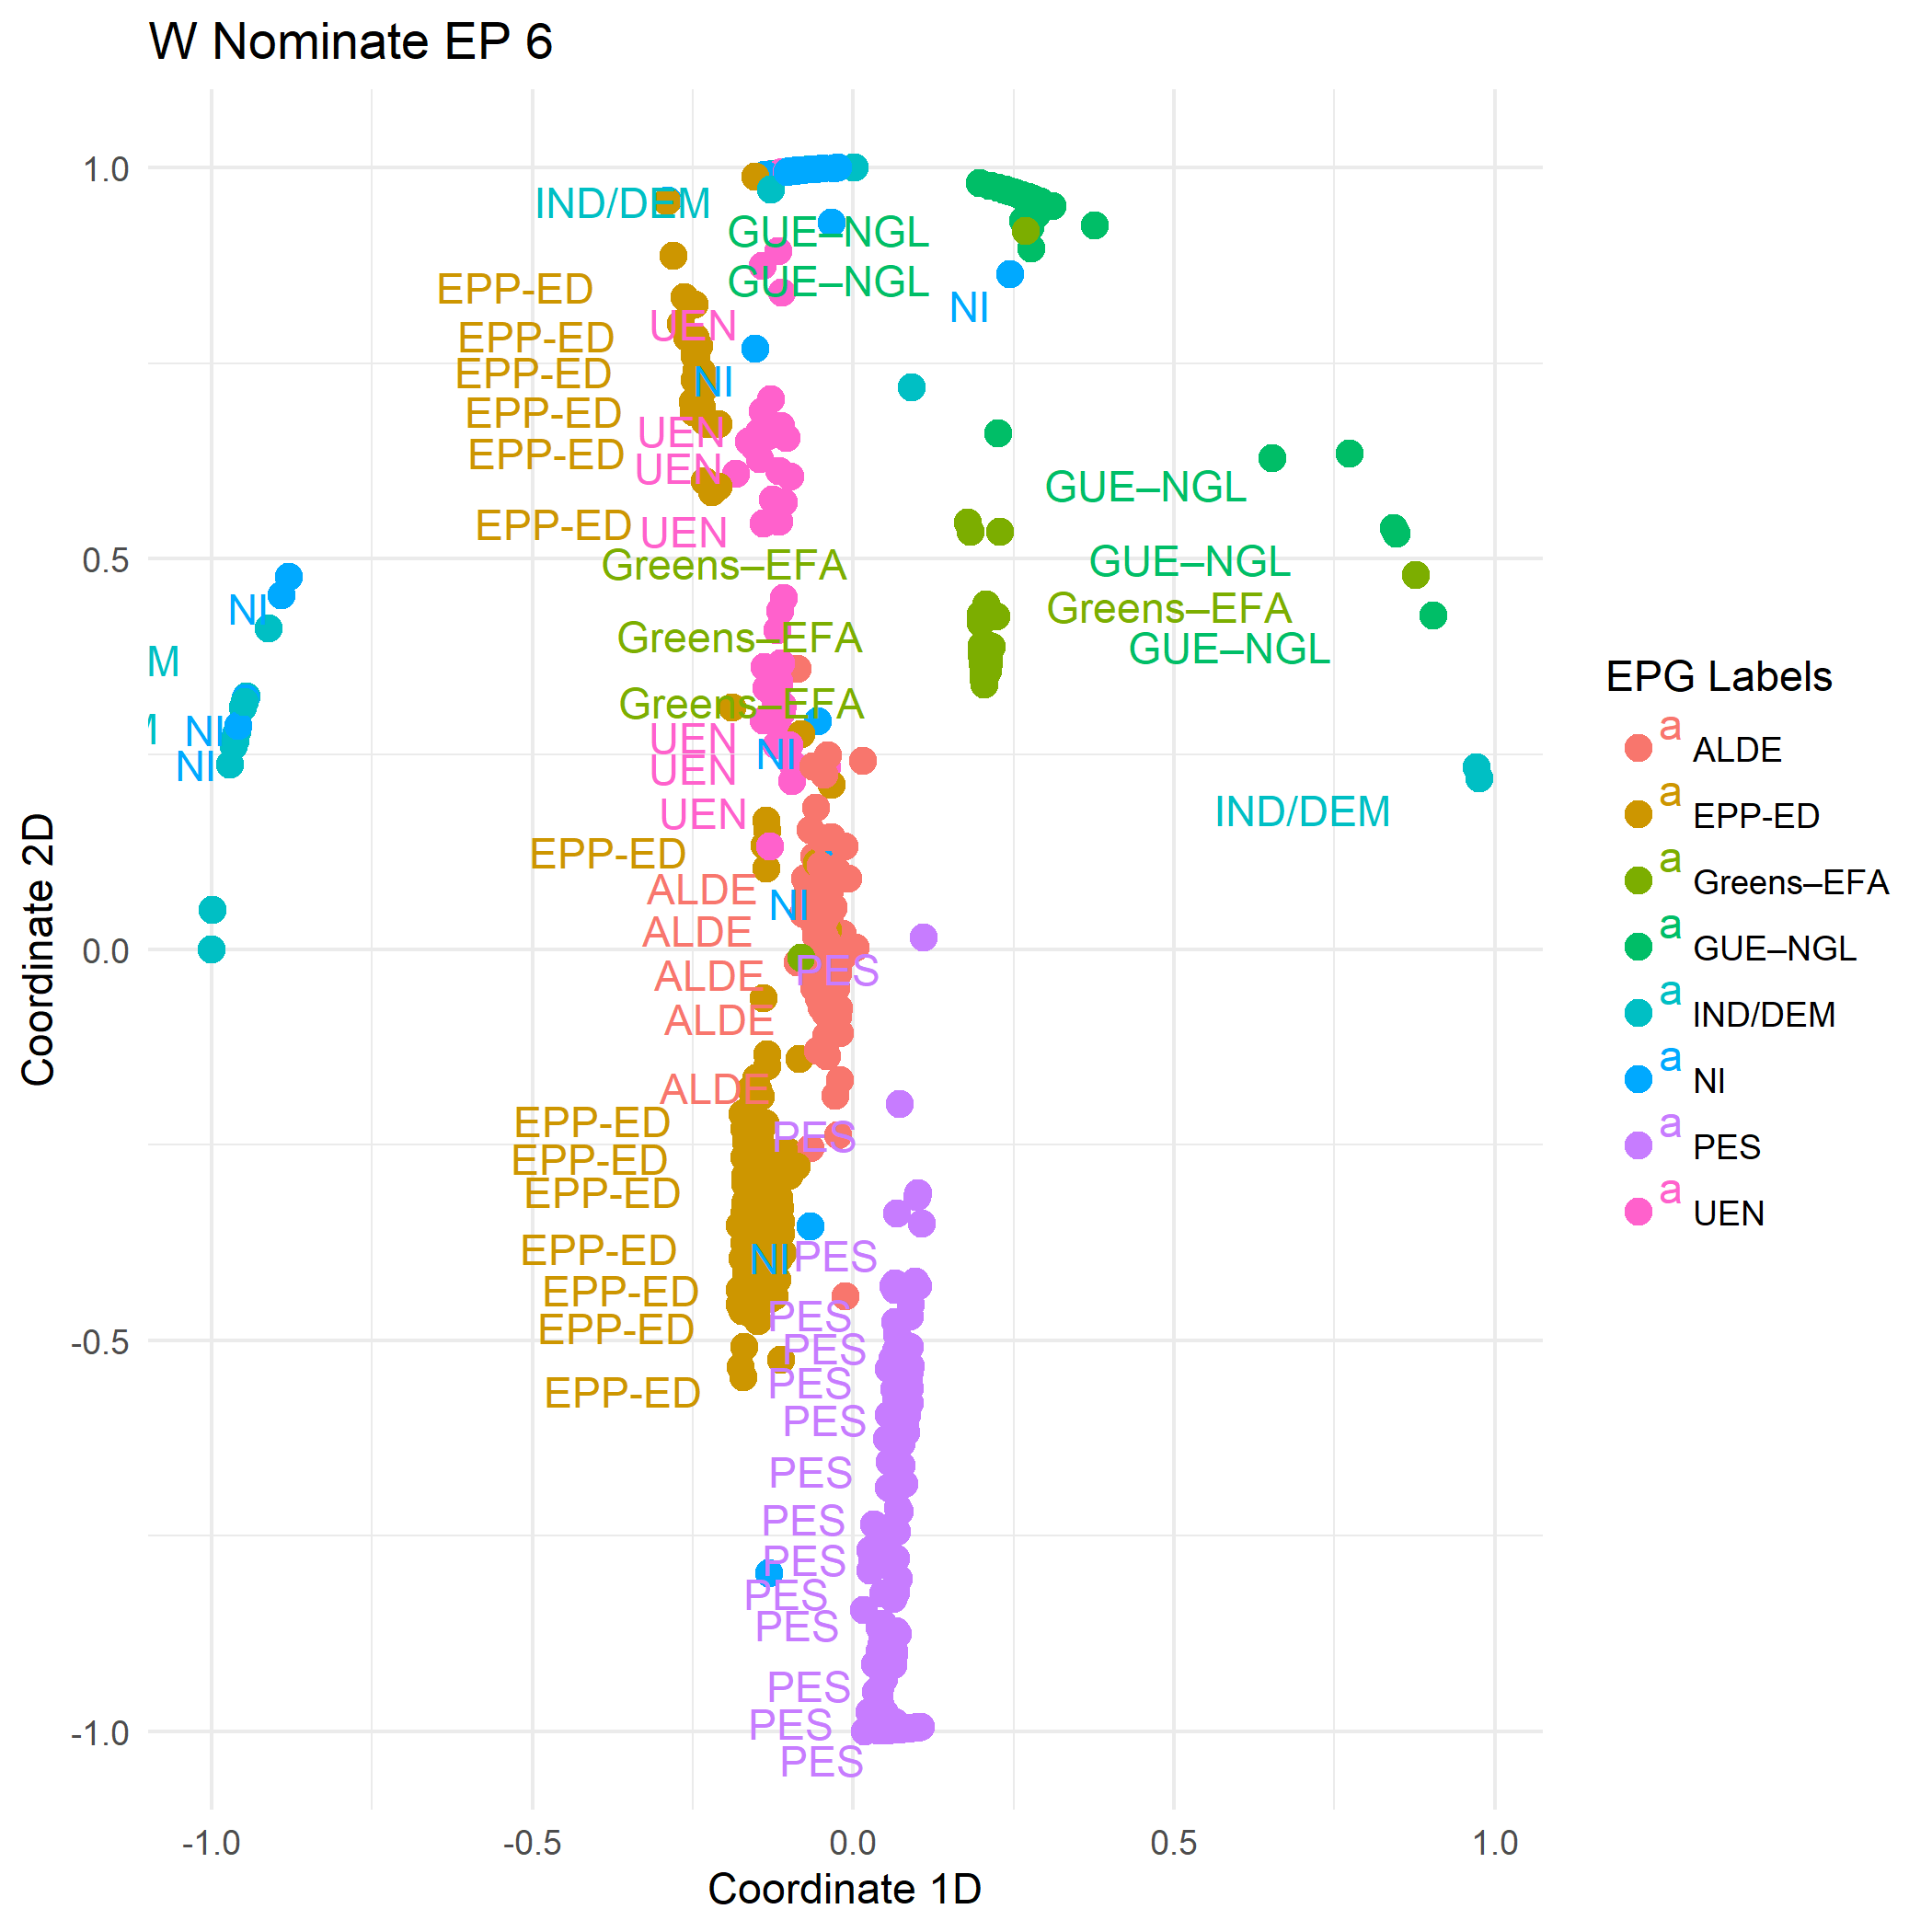 W Nominate EP 6
1.0
IND/DEM
GUE–NGL
EPP-ED
GUE–NGL
NI
UEN
EPP-ED
EPP-ED
NI
EPP-ED
UEN
EPP-ED
UEN
GUE–NGL
EPP-ED
UEN
0.5
Greens–EFA
GUE–NGL
NI
Greens–EFA
Greens–EFA
GUE–NGL
M
Greens–EFA
NI
UEN
NI
NI
UEN
IND/DEM
UEN
EPP-ED
ALDE
NI
ALDE
0.0
PES
ALDE
ALDE
ALDE
EPP-ED
PES
EPP-ED
EPP-ED
EPP-ED
NI
PES
EPP-ED
PES
EPP-ED
-0.5
PES
PES
EPP-ED
PES
PES
PES
PES
PES
PES
PES
PES
-1.0
PES
-1.0
-0.5
0.0
0.5
1.0
Coordinate 1D
Coordinate 2D
EPG Labels
a ALDE
a EPP-ED
a Greens–EFA
a GUE–NGL
a IND/DEM
a NI
a PES
a UEN